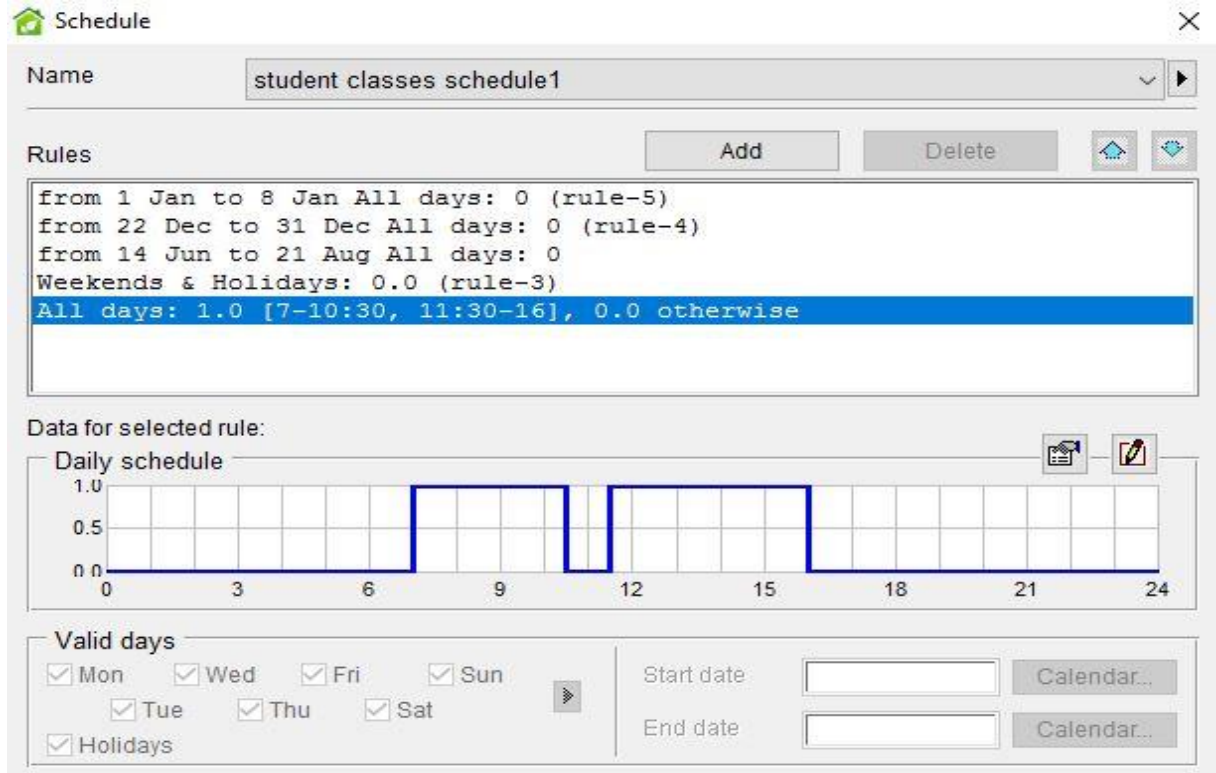 Schedule
Name student classes schedule1
Rules Add Delete
from 1 Jan to 8 Jan All days: 0 (rule-5)
from 22 Dec to 31 Dec All days: 0 (rule-4)
from 14 Jun to 21 Aug All days: 0
Weekends & Holidays: 0.0 (rule-3)
All days: 1.0 [7-10:30, 11:30-16], 0.0 otherwise
Data for selected rule:
Daily schedule
1.0
0.5
0.0
0 3 6 9 12 15 18 21 24
Valid days
Mon Wed Fri Sun
Tue Thu Sat
Holidays
Start date Calendar...
End date Calendar...